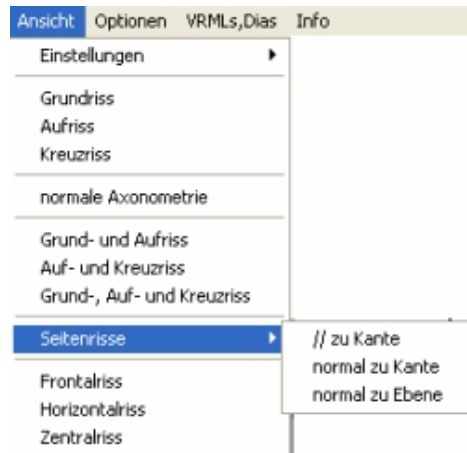 Ansicht Optionen VRMLs,Dias Info
Einstellungen
Grundriss
Aufriss
Kreuzriss
normale Axonometrie
Grund- und Aufriss
Auf- und Kreuzriss
Grund-, Auf- und Kreuzriss
Seitenrisse
// zu Kante
normal zu Kante
normal zu Ebene
Frontalriss
Horizontalriss
Zentralriss